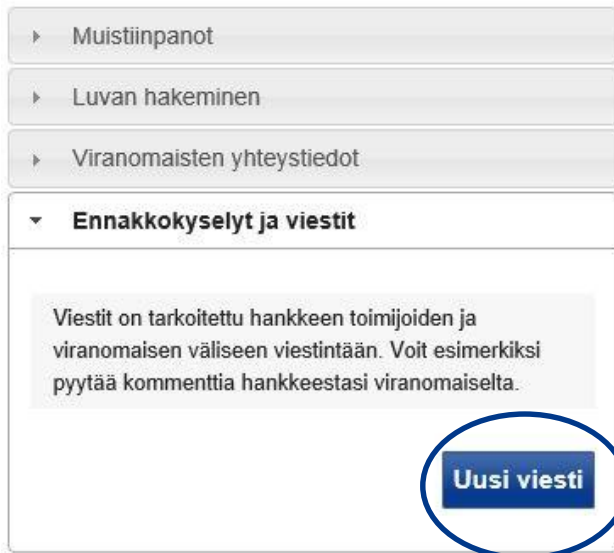 Muistiinpanot
Luvan hakeminen
Viranomaisten yhteystiedot
Ennakkokyselyt ja viestit
Viestit on tarkoitettu hankkeen toimijoiden ja
viranomaisen väliseen viestintään. Voit esimerkiksi
pyytää kommenttia hankkeestasi viranomaiselta.
Uusi viesti